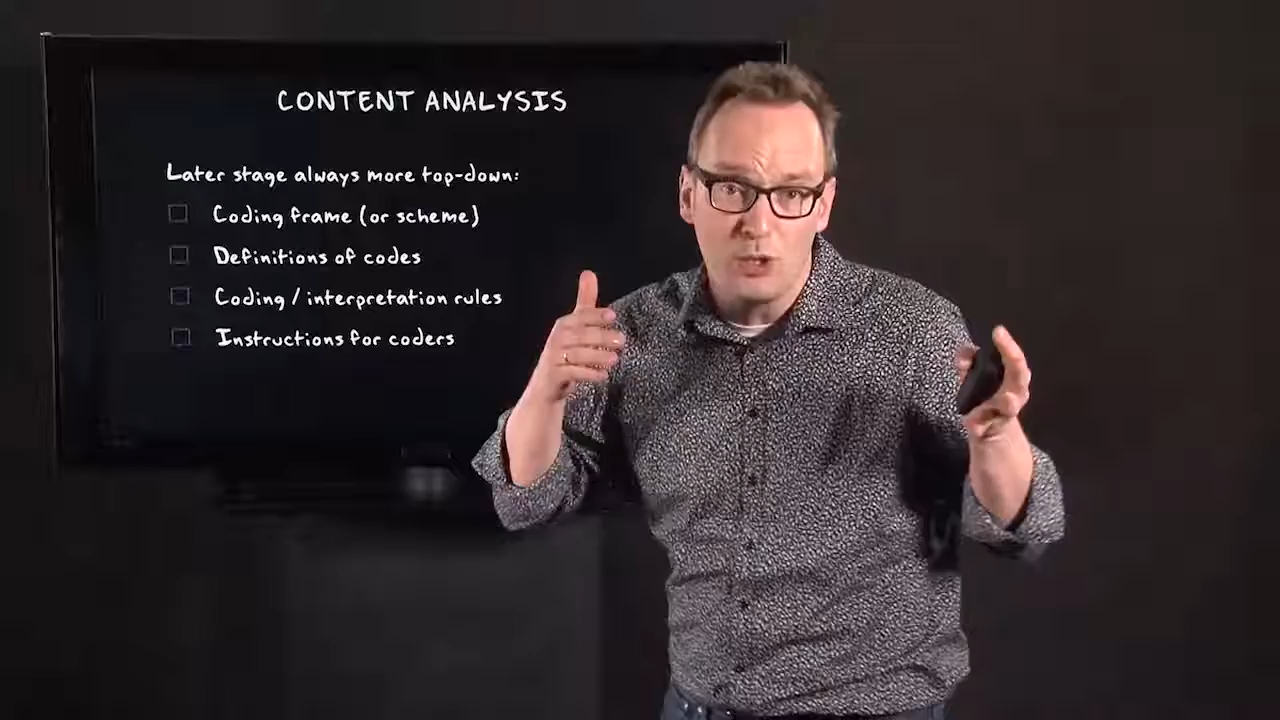 CONTENT ANALYSIS
Later stage always more top-down:
Coding frame (or scheme)
Definitions of codes
Coding / interpretation rules
Instructions for coders